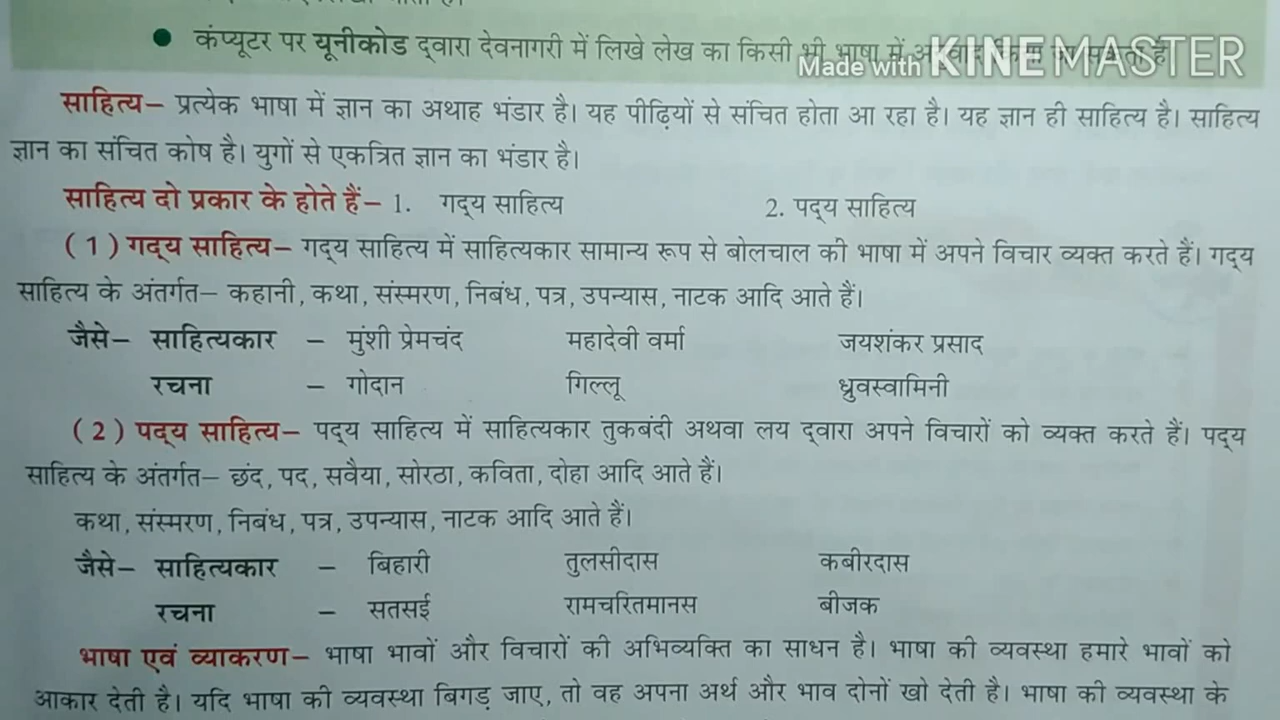 कंप्यूटर पर यूनीकोड द्वारा देवनागरी में लिखे लेख का किसी भी भाषा में
Made with KINEMASTER
साहित्य– प्रत्येक भाषा में ज्ञान का अथाह भंडार है। यह पीढ़ियों से संचित होता आ रहा है। यह ज्ञान ही साहित्य है। साहित्य
ज्ञान का संचित कोष है। युगों से एकत्रित ज्ञान का भंडार है।
साहित्य दो प्रकार के होते हैं– 1. गद्य साहित्य 2. पद्य साहित्य
(1) गद्य साहित्य– गद्य साहित्य में साहित्यकार सामान्य रूप से बोलचाल की भाषा में अपने विचार व्यक्त करते हैं। गद्य
साहित्य के अंतर्गत– कहानी, कथा, संस्मरण, निबंध, पत्र, उपन्यास, नाटक आदि आते हैं।
जैसे– साहित्यकार – मुंशी प्रेमचंद महादेवी वर्मा जयशंकर प्रसाद
रचना – गोदान गिल्लू ध्रुवस्वामिनी
(2) पद्य साहित्य– पद्य साहित्य में साहित्यकार तुकबंदी अथवा लय द्वारा अपने विचारों को व्यक्त करते हैं। पद्य
साहित्य के अंतर्गत– छंद, पद, सवैया, सोरठा, कविता, दोहा आदि आते हैं।
कथा, संस्मरण, निबंध, पत्र, उपन्यास, नाटक आदि आते हैं।
जैसे– साहित्यकार – बिहारी तुलसीदास कबीरदास
रचना – सतसई रामचरितमानस बीजक
भाषा एवं व्याकरण– भाषा भावों और विचारों की अभिव्यक्ति का साधन है। भाषा की व्यवस्था हमारे भावों को
आकार देती है। यदि भाषा की व्यवस्था बिगड़ जाए, तो वह अपना अर्थ और भाव दोनों खो देती है। भाषा की व्यवस्था के